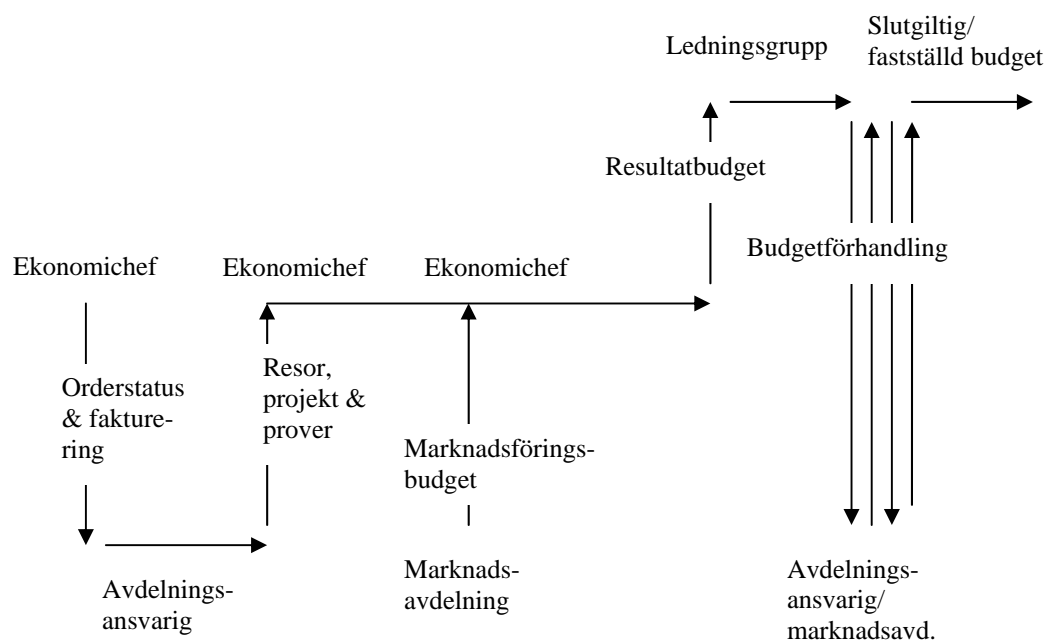 Ledningsgrupp
Slutgiltig/
fastställd budget
Resultatbudget
Budgetförhandling
Ekonomichef
Ekonomichef
Ekonomichef
Orderstatus
& fakture-
ring
Resor,
projekt &
prover
Marknadsförings-
budget
Avdelnings-
ansvarig
Marknads-
avdelning
Avdelnings-
ansvarig/
marknadsavd.